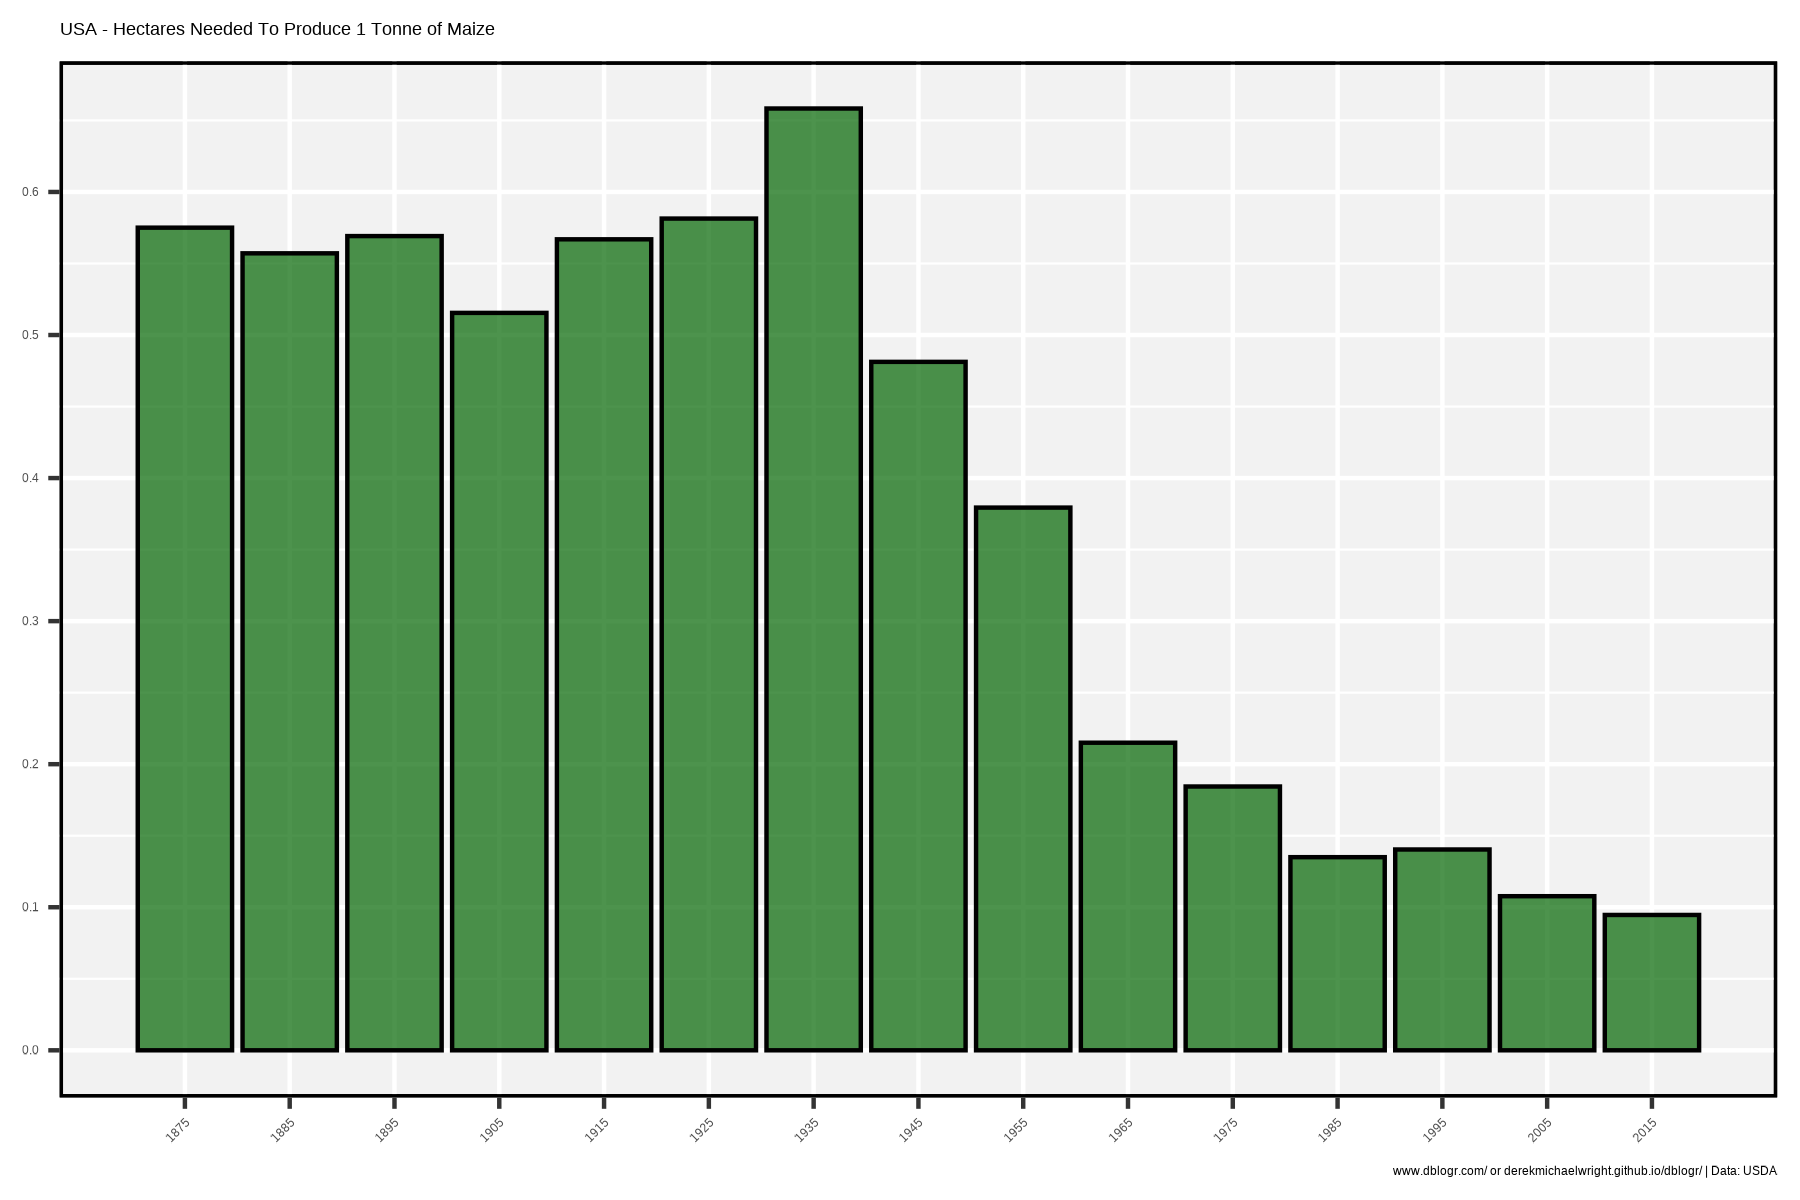 USA - Hectares Needed To Produce 1 Tonne of Maize
0.6
0.5
0.4
0.3
0.2
0.1
0.0
1875 1885 1895 1905 1915 1925 1935 1945 1955 1965 1975 1985 1995 2005 2015
www.dblogr.com/ or derekmichaelwright.github.io/dblogr/ | Data: USDA